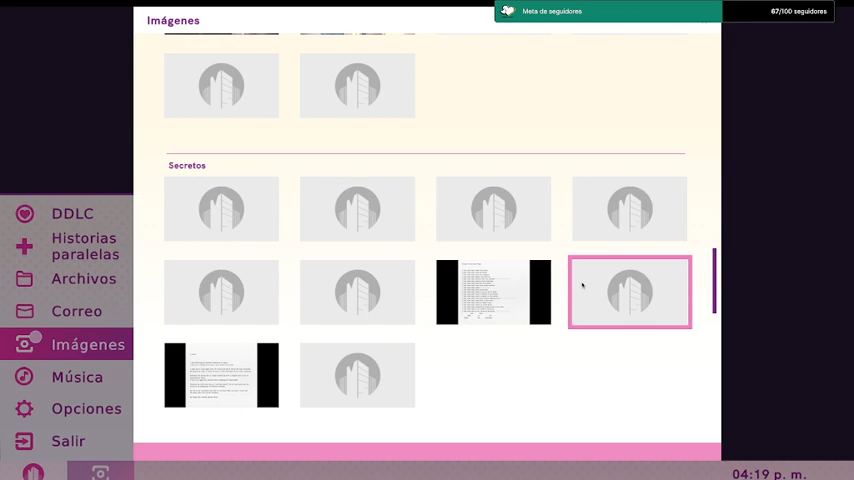 Imágenes
Meta de seguidores
67/100 seguidores
Secretos
DDLC
Historias
paralelas
Archivos
Correo
Imágenes
Música
Opciones
Salir
04:19 p. m.